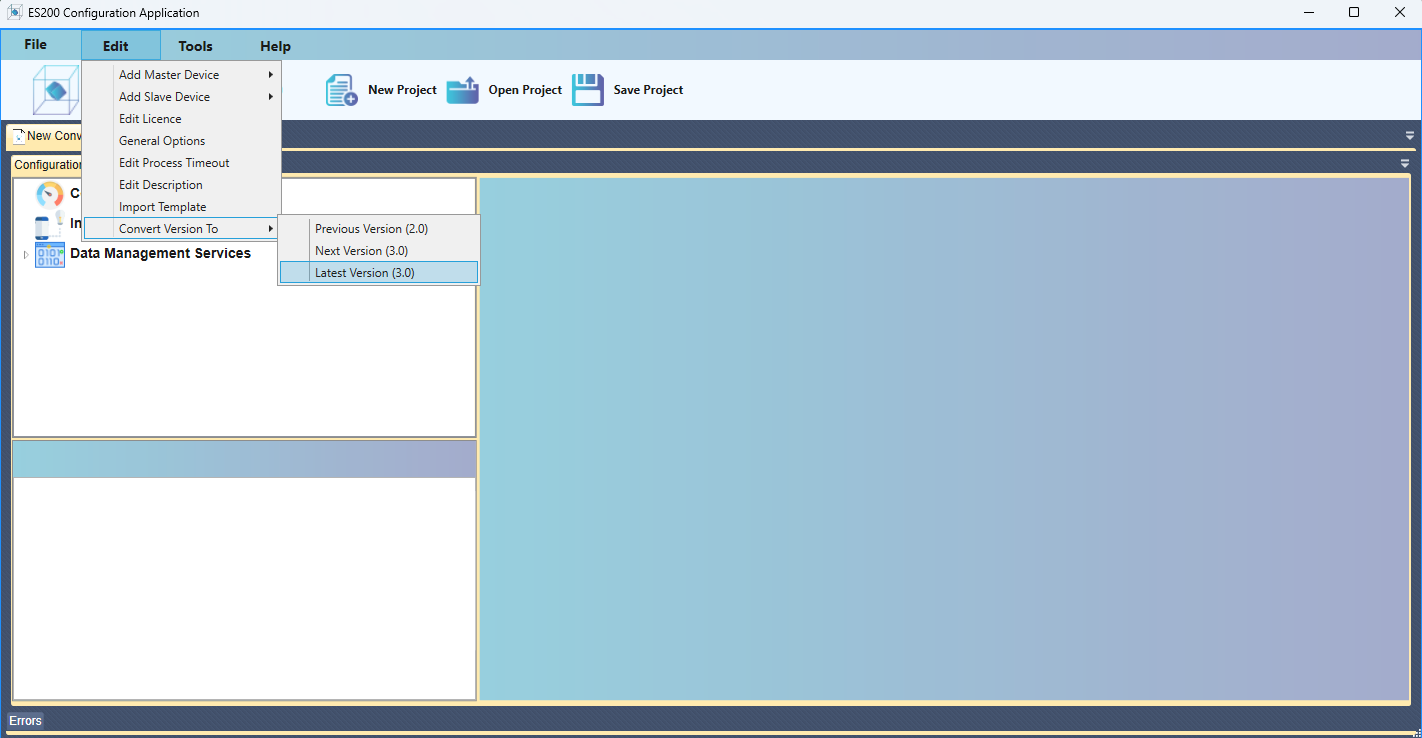 ES200 Configuration Application
File Edit Tools Help
New Project Open Project Save Project
Add Master Device
Add Slave Device
Edit Licence
General Options
Edit Process Timeout
Edit Description
Import Template
Convert Version To
Previous Version (2.0)
Next Version (3.0)
Latest Version (3.0)
New Conv
Configuration
C
In
Data Management Services
Errors